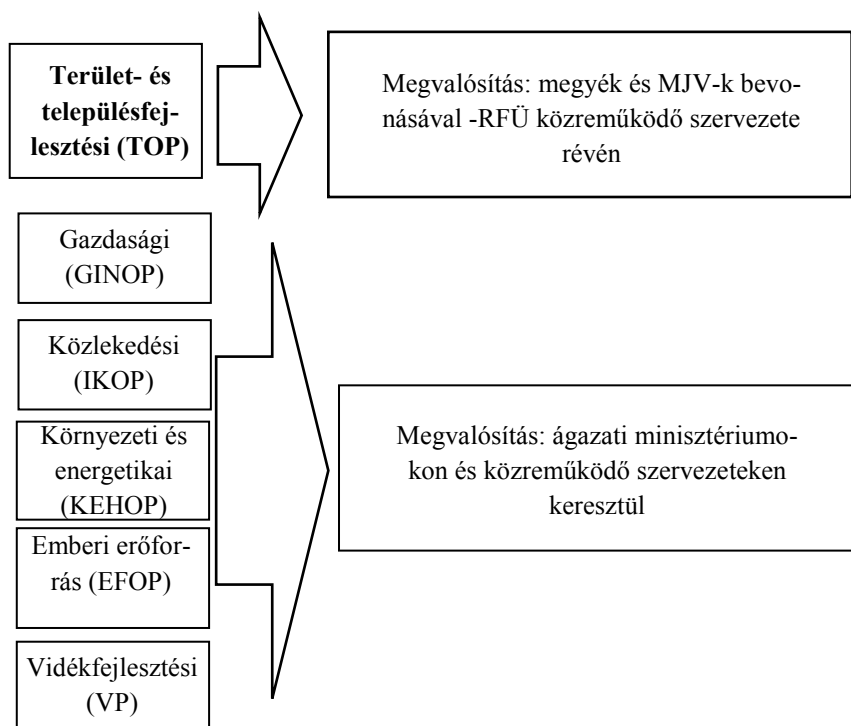 Terület- és
településfej-
lesztési (TOP)
Megvalósítás: megyék és MJV-k bevo-
násával -RFÜ közreműködő szervezete
révén
Gazdasági
(GINOP)
Közlekedési
(IKOP)
Környezeti és
energetikai
(KEHOP)
Emberi erőfor-
rás (EFOP)
Vidékfejlesztési
(VP)
Megvalósítás: ágazati minisztériumo-
kon és közreműködő szervezeteken
keresztül